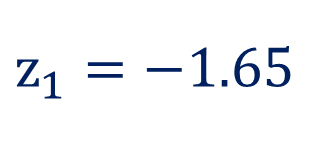 z₁ = −1.65